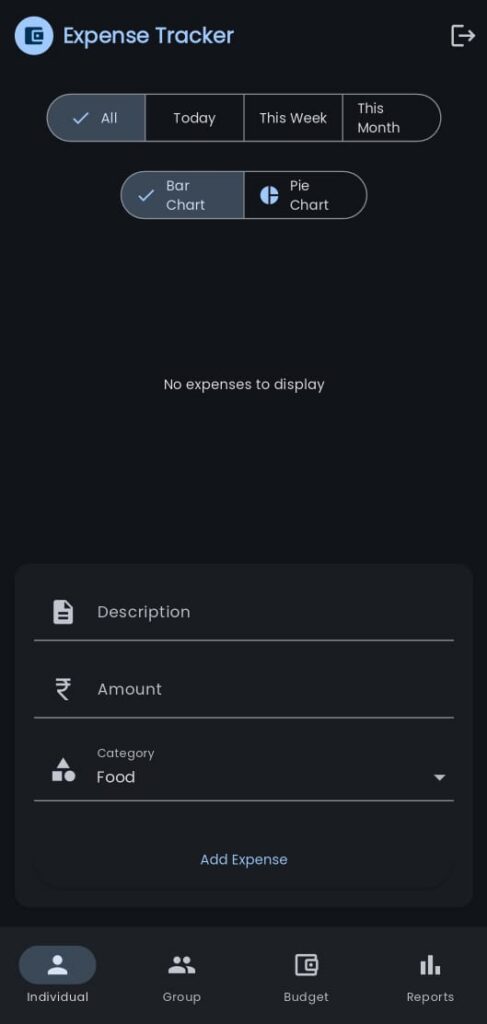 Expense Tracker
All
Today
This Week
This
Month
Bar
Chart
Pie
Chart
No expenses to display
Description
₹
Amount
Category
Food
Add Expense
Individual
Group
Budget
Reports